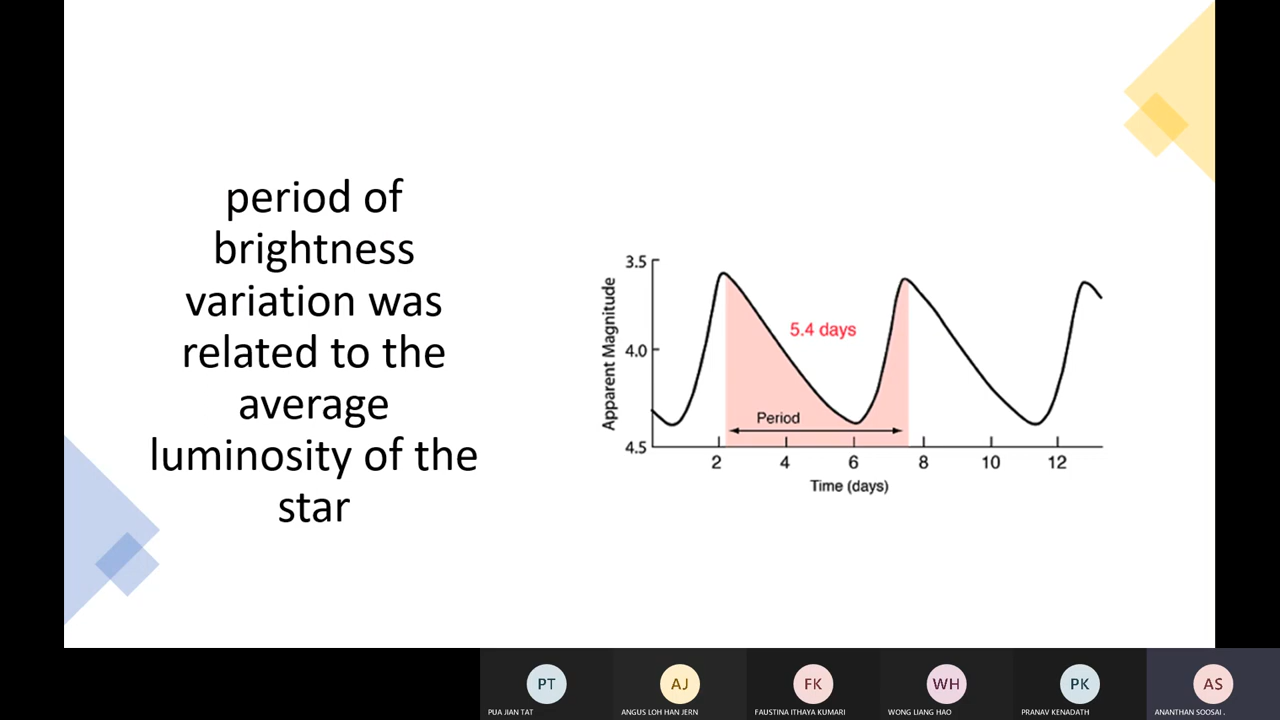 period of
brightness
variation was
related to the
average
luminosity of the
star
3.5
4.0
4.5
Apparent Magnitude
5.4 days
Period
2 4 6 8 10 12
Time (days)
PT AJ FK WH PK AS
PUA JIAN TAT ANGUS LOH HAN JERN FAUSTINA ITHAYA KUMARI WONG LIANG HAO PRANAV KENADATH ANANTHAN SOOSAI .